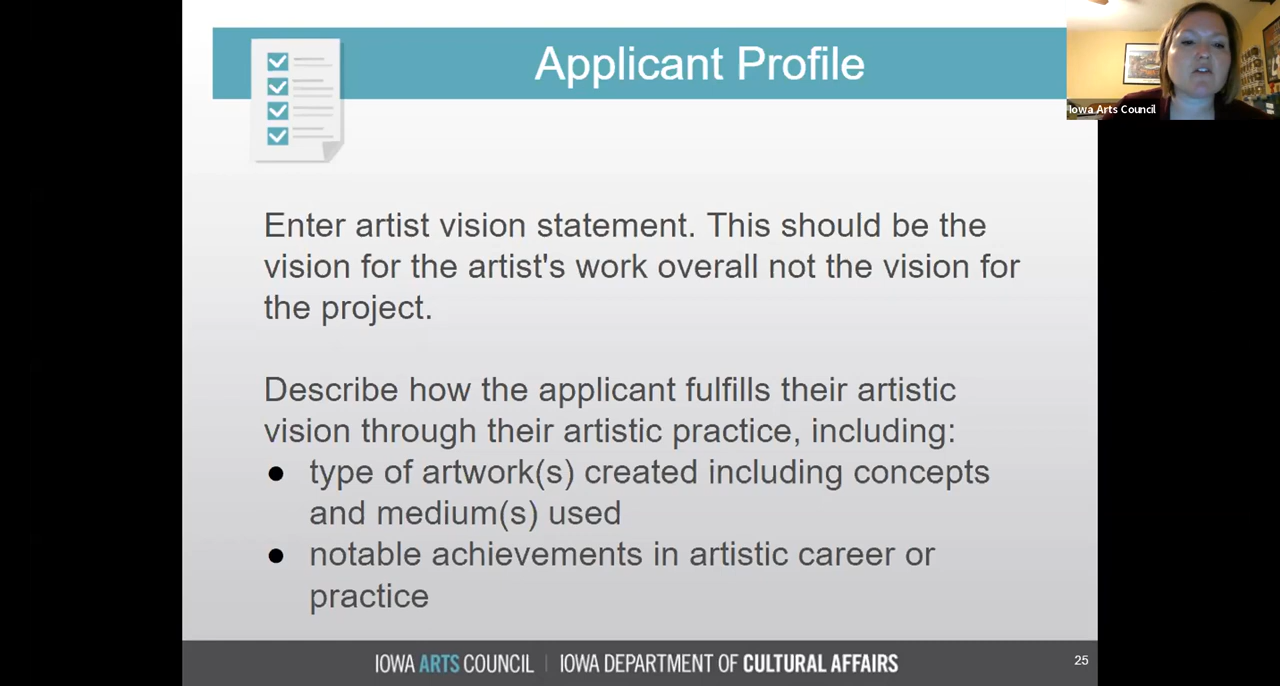 Applicant Profile
Iowa Arts Council
Enter artist vision statement. This should be the
vision for the artist's work overall not the vision for
the project.
Describe how the applicant fulfills their artistic
vision through their artistic practice, including:
● type of artwork(s) created including concepts
and medium(s) used
● notable achievements in artistic career or
practice
IOWA ARTS COUNCIL | IOWA DEPARTMENT OF CULTURAL AFFAIRS
25